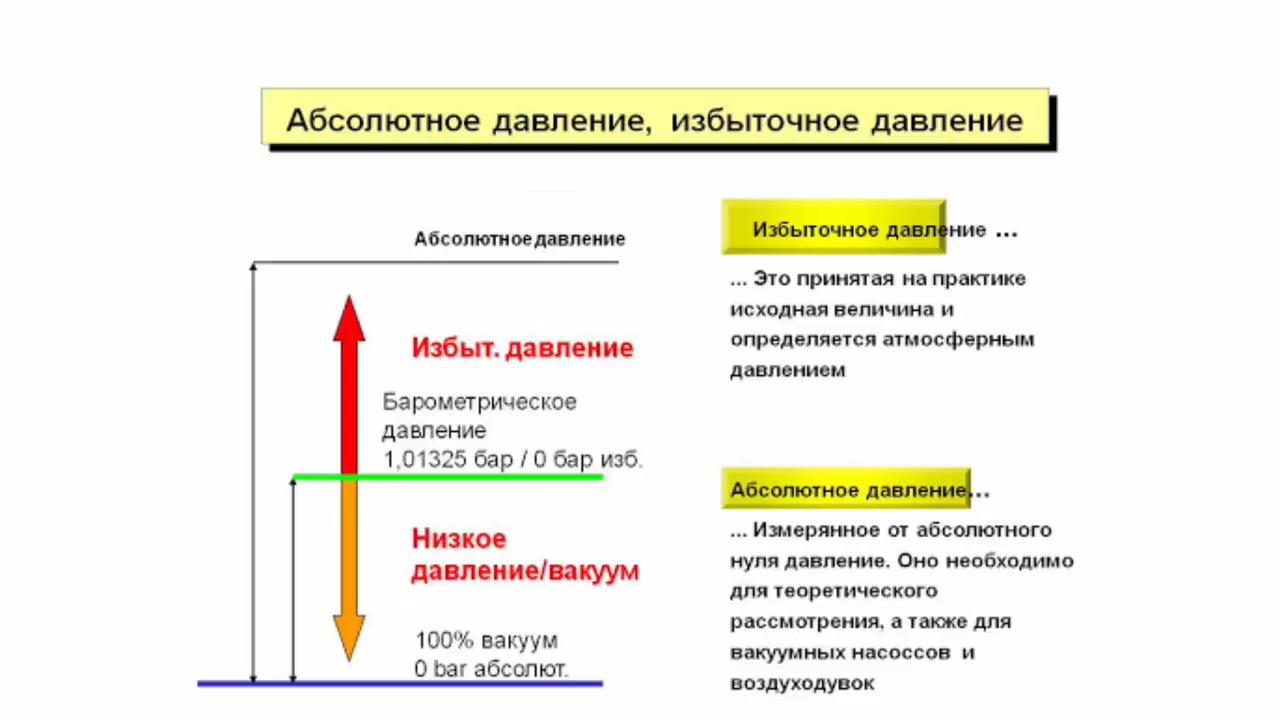 Абсолютное давление, избыточное давление
Абсолютное давление
Избыт. давление
Барометрическое
давление
1,01325 бар / 0 бар изб.
Низкое
давление/вакуум
100% вакуум
0 bar абсолют.
Избыточное давление ...
... Это принятая на практике
исходная величина и
определяется атмосферным
давлением
Абсолютное давление...
... Измерянное от абсолютного
нуля давление. Оно необходимо
для теоретического
рассмотрения, а также для
вакуумных насоссов и
воздуходувок